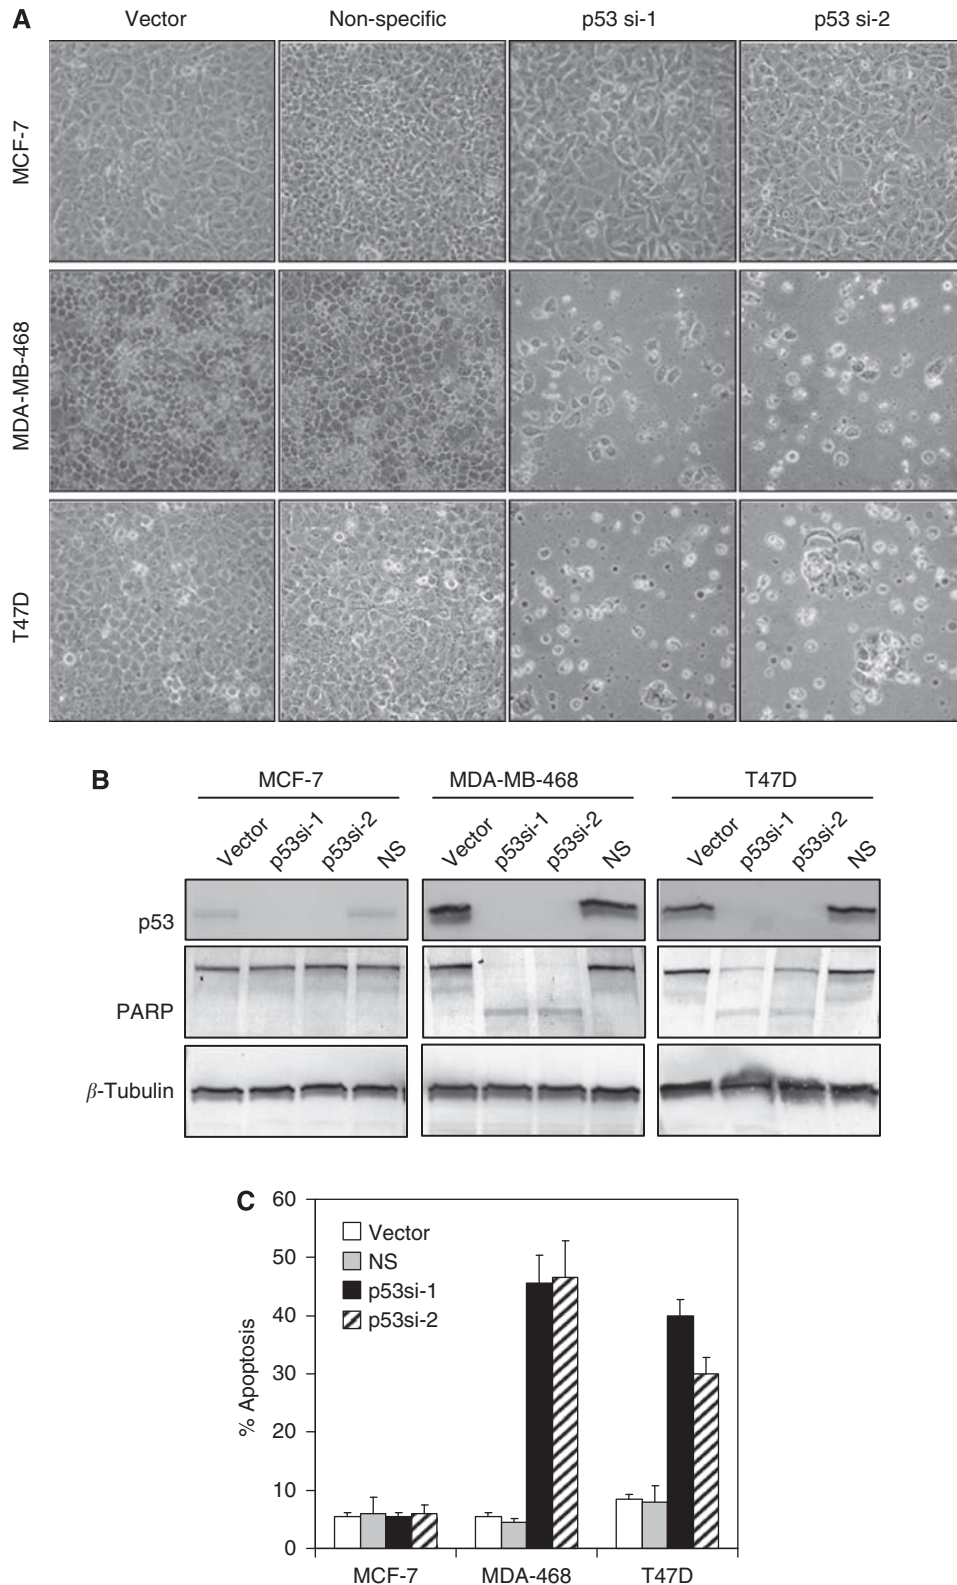 A
Vector Non-specific p53 si-1 p53 si-2
MCF-7
MDA-MB-468
T47D
B
MCF-7 MDA-MB-468 T47D
Vector p53si-1 p53si-2 NS Vector p53si-1 p53si-2 NS Vector p53si-1 p53si-2 NS
p53
PARP
β-Tubulin
C
60
50
40
30
20
10
0
% Apoptosis
Vector
NS
p53si-1
p53si-2
MCF-7 MDA-468 T47D